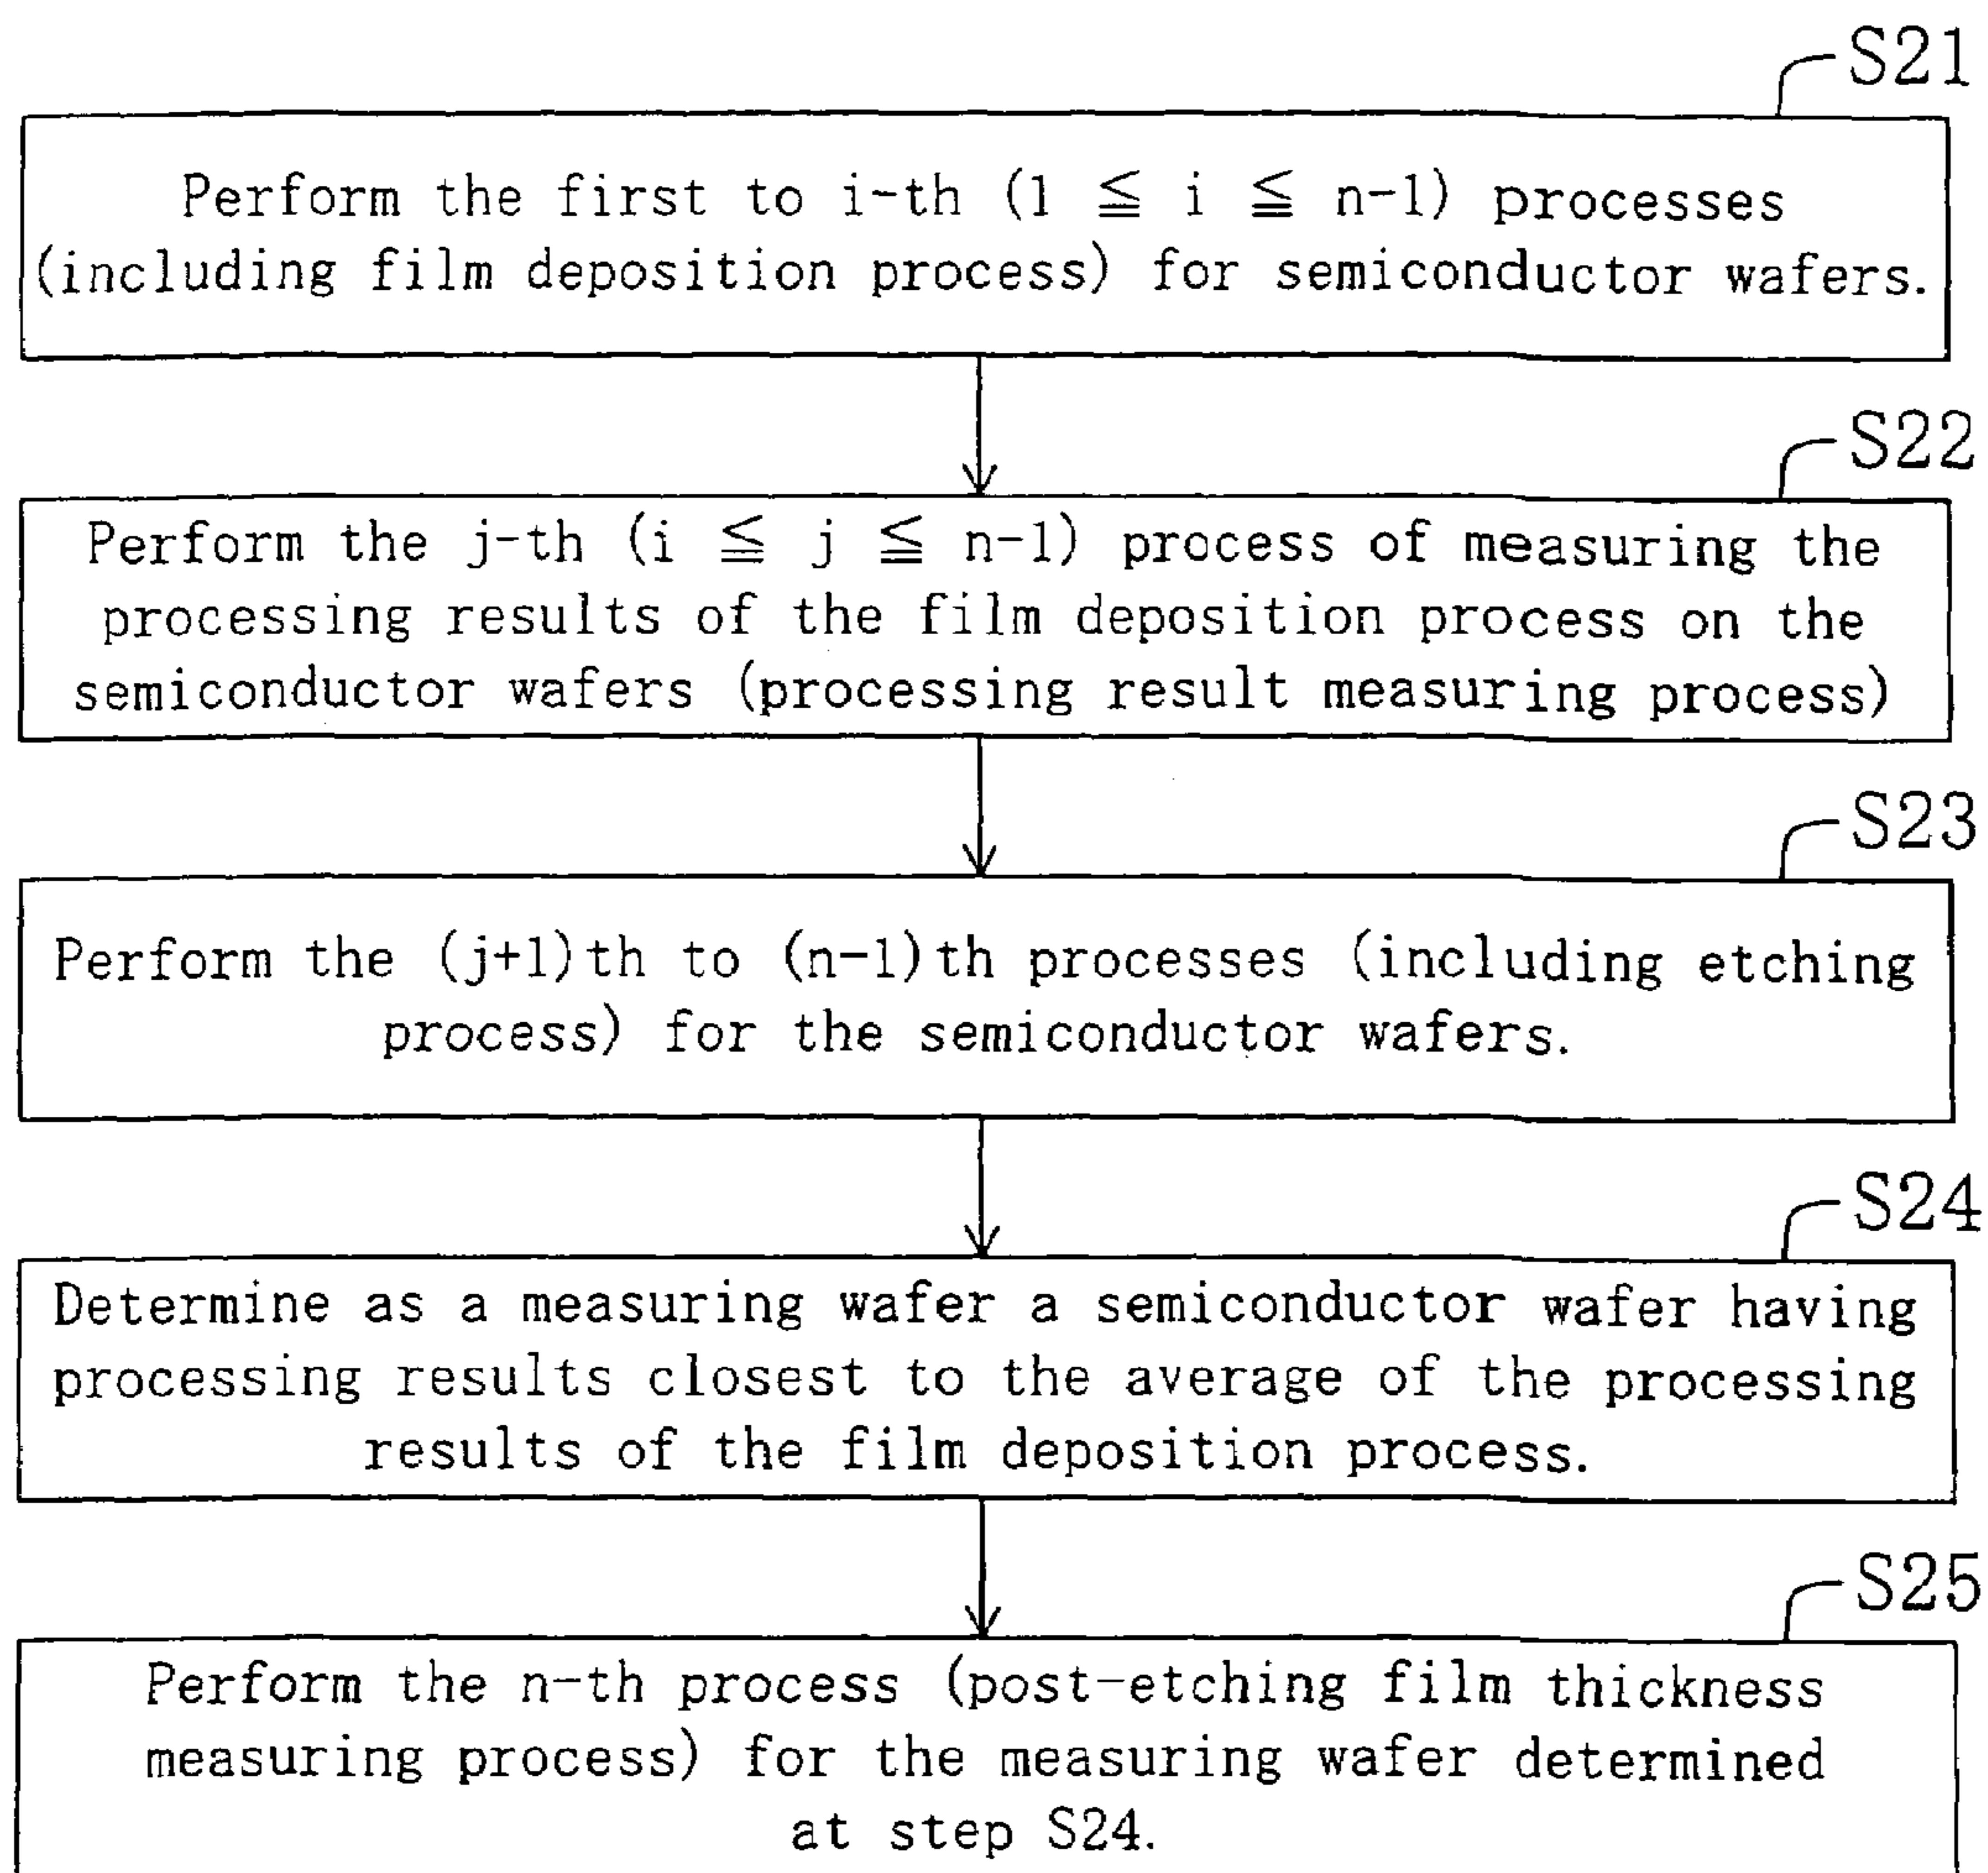 S21
Perform the first to i-th (1 ≦ i ≦ n-1) processes
(including film deposition process) for semiconductor wafers.
S22
Perform the j-th (i ≦ j ≦ n-1) process of measuring the
processing results of the film deposition process on the
semiconductor wafers (processing result measuring process)
S23
Perform the (j+1)th to (n-1)th processes (including etching
process) for the semiconductor wafers.
S24
Determine as a measuring wafer a semiconductor wafer having
processing results closest to the average of the processing
results of the film deposition process.
S25
Perform the n-th process (post-etching film thickness
measuring process) for the measuring wafer determined
at step S24.